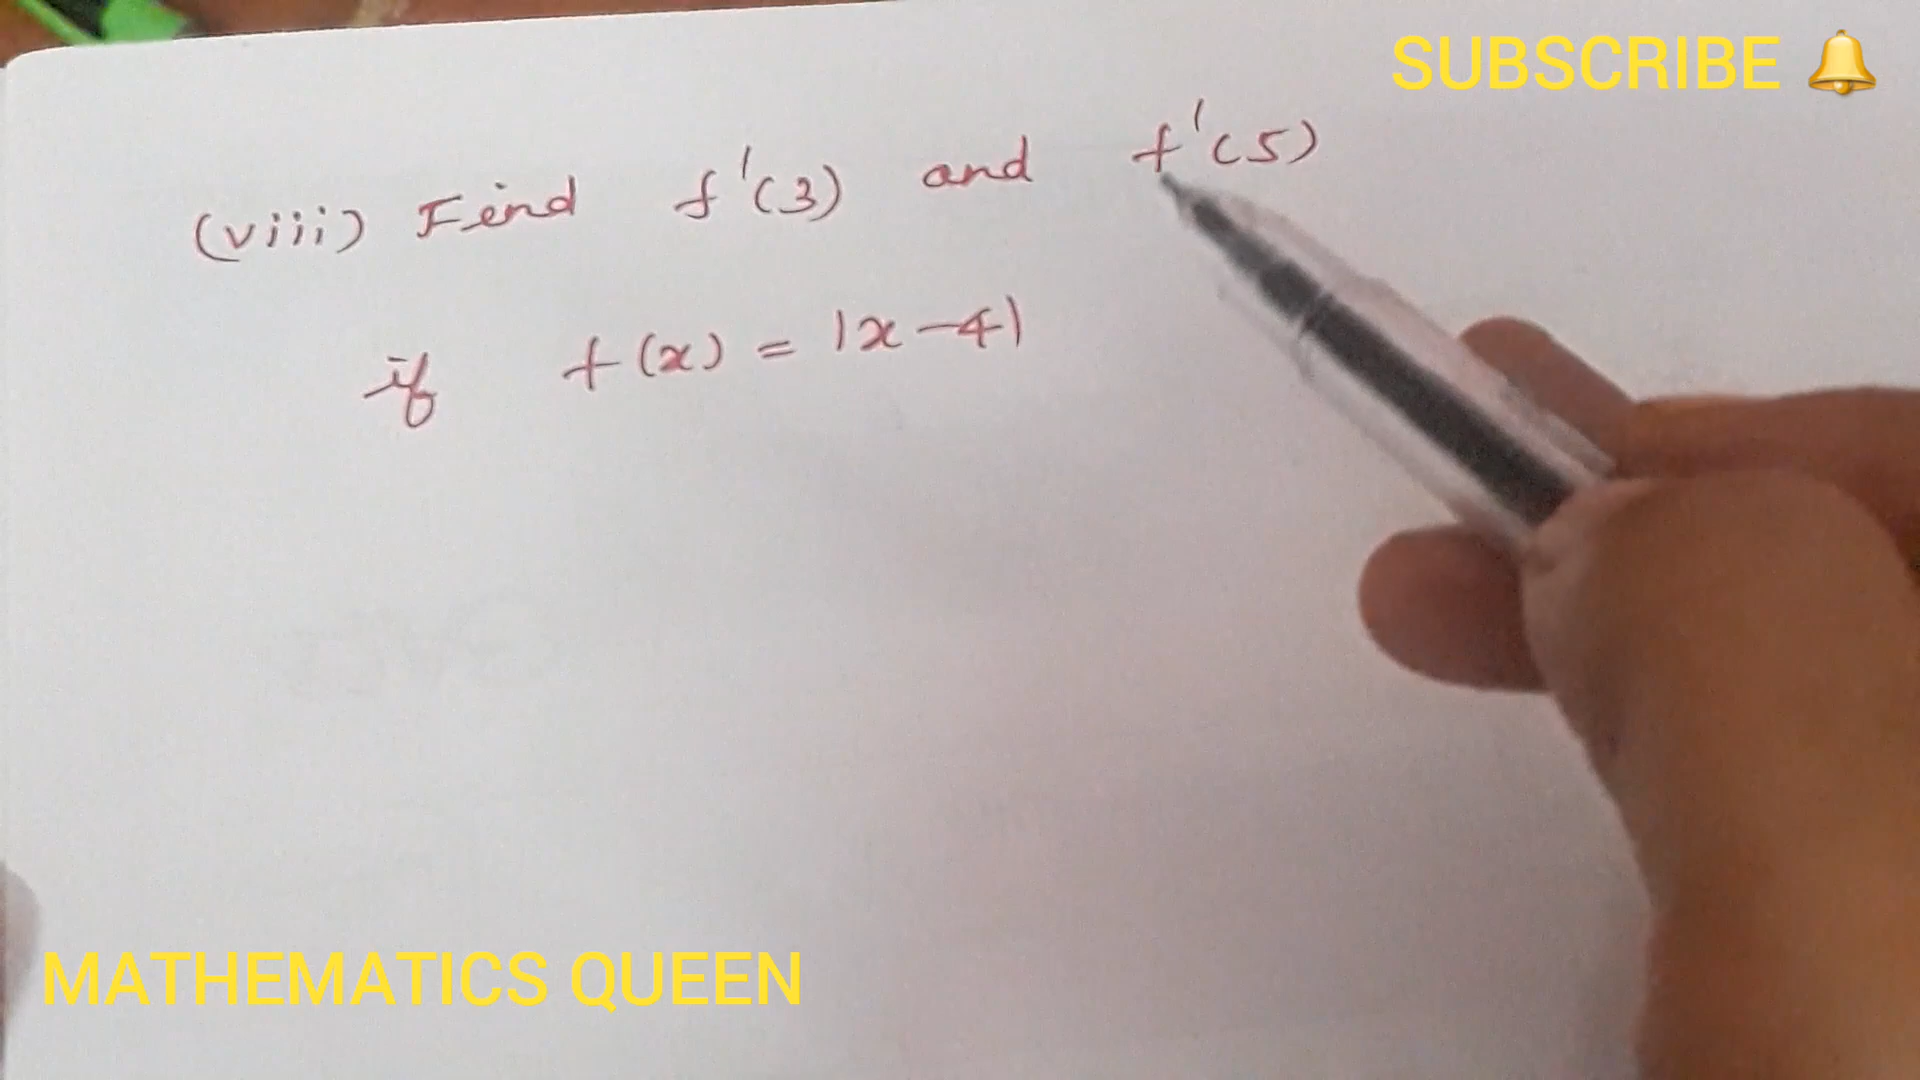 SUBSCRIBE 🔔
(viii) Find f'(3) and f'(5)
if f(x) = |x-4|
MATHEMATICS QUEEN